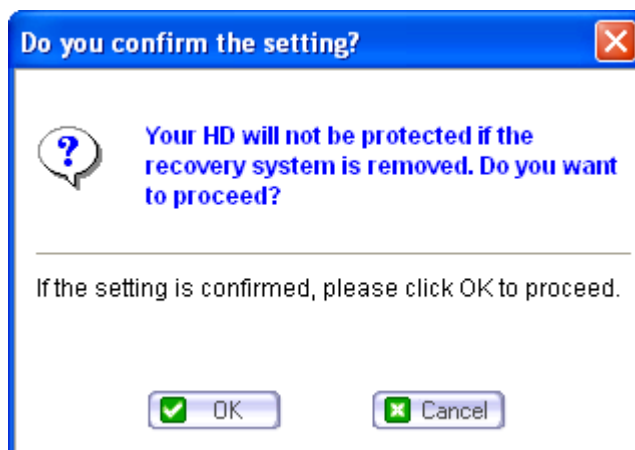 Do you confirm the setting?
Your HD will not be protected if the
recovery system is removed. Do you want
to proceed?
If the setting is confirmed, please click OK to proceed.
OK
Cancel